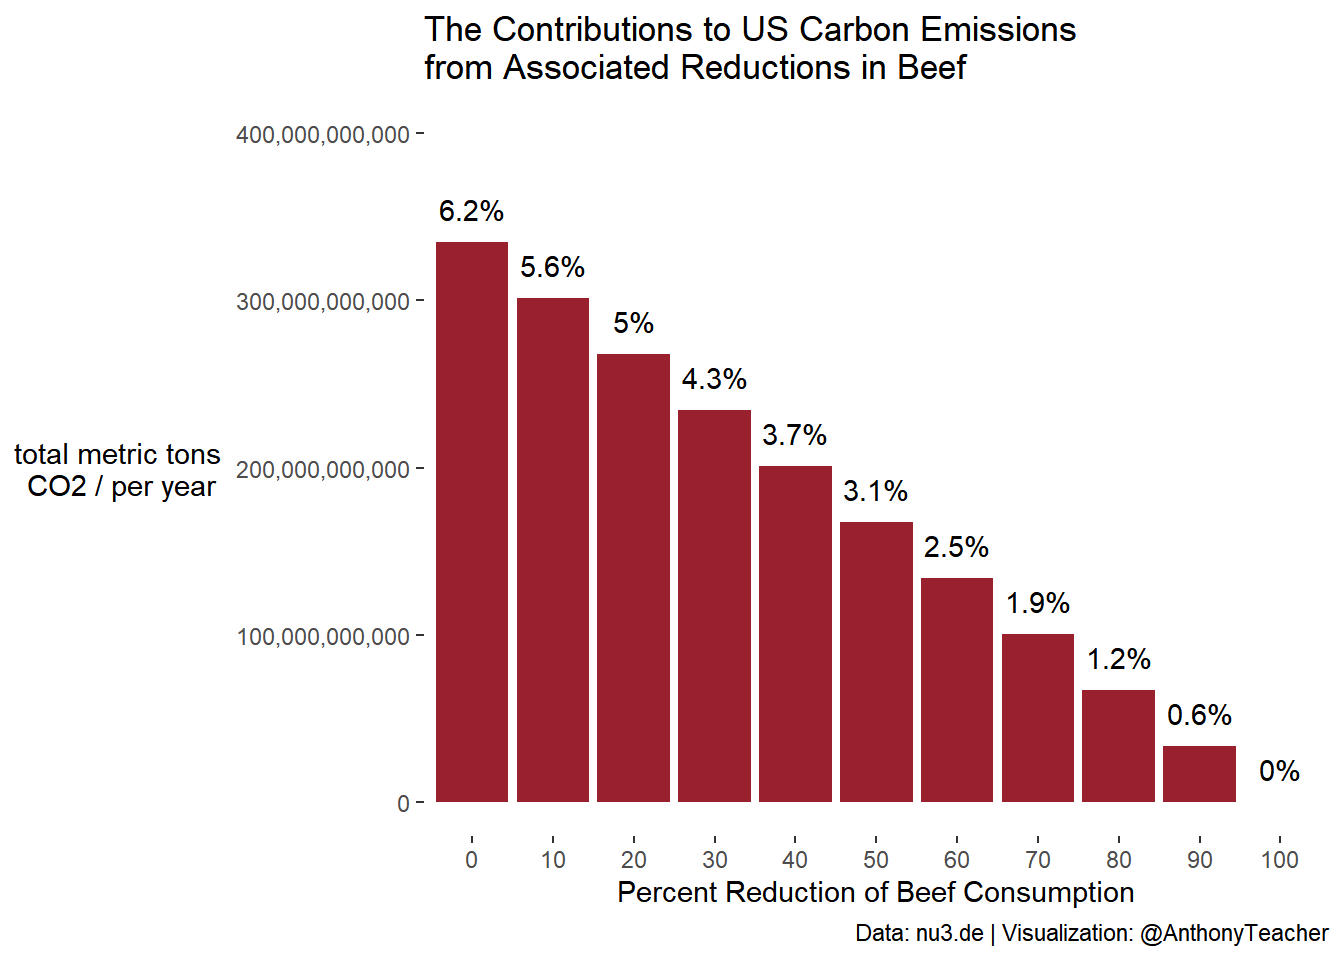 The Contributions to US Carbon Emissions
from Associated Reductions in Beef
400,000,000,000
300,000,000,000
200,000,000,000
100,000,000,000
0
total metric tons
CO2 / per year
6.2%
5.6%
5%
4.3%
3.7%
3.1%
2.5%
1.9%
1.2%
0.6%
0%
0 10 20 30 40 50 60 70 80 90 100
Percent Reduction of Beef Consumption
Data: nu3.de | Visualization: @AnthonyTeacher